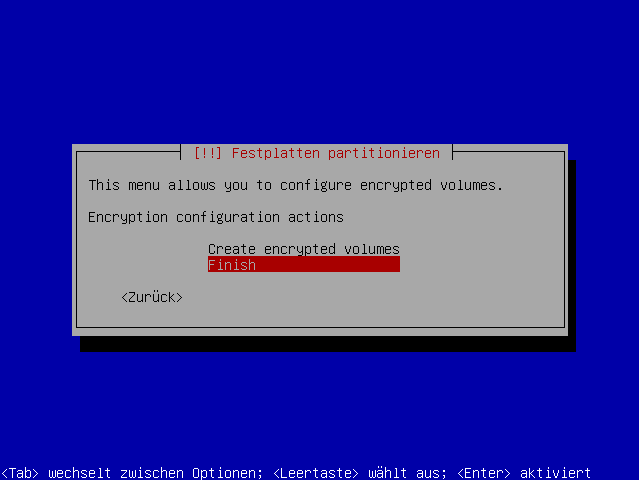 [!!] Festplatten partitionieren
This menu allows you to configure encrypted volumes.
Encryption configuration actions
Create encrypted volumes
Finish
<Zurück>
<Tab> wechselt zwischen Optionen; <Leertaste> wählt aus; <Enter> aktiviert